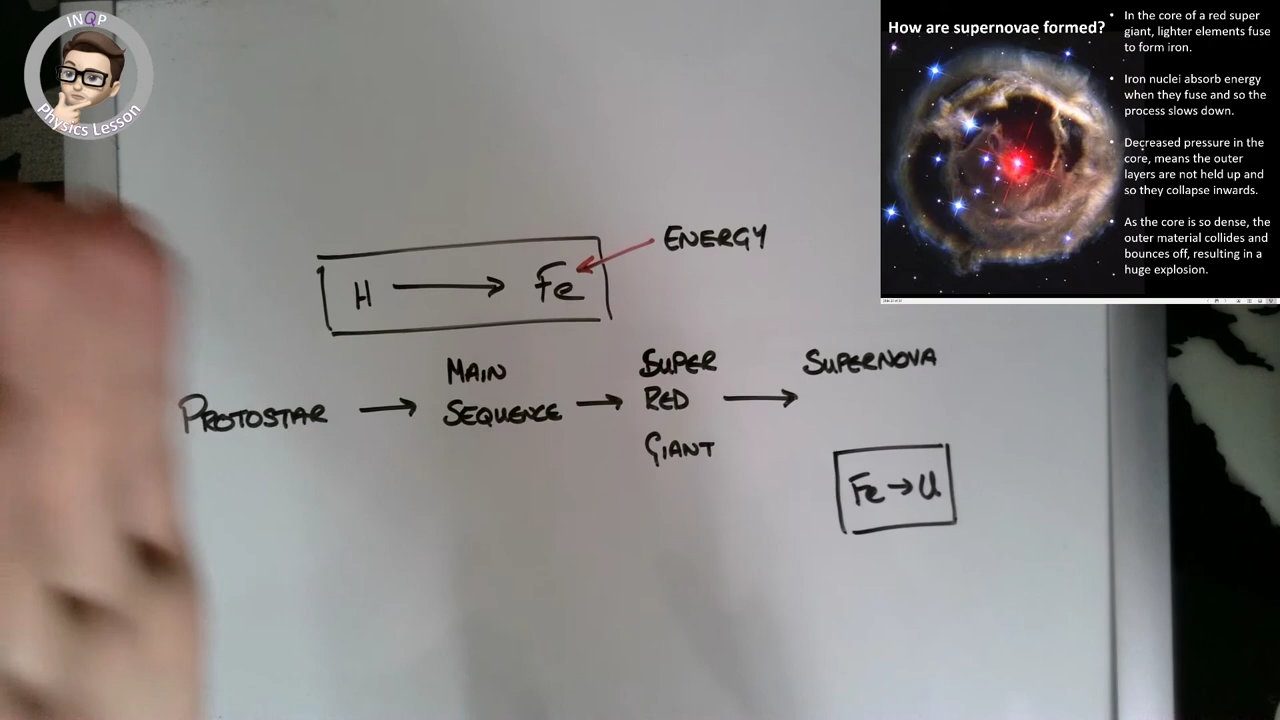 INQP
Physics Lesson
How are supernovae formed?
• In the core of a red super
giant, lighter elements fuse
to form iron.
• Iron nuclei absorb energy
when they fuse and so the
process slows down.
• Decreased pressure in the
core, means the outer
layers are not held up and
so they collapse inwards.
• As the core is so dense, the
outer material collides and
bounces off, resulting in a
huge explosion.
ENERGY
H → Fe
PROTOSTAR → MAIN
SEQUENCE → SUPER
RED
GIANT → SUPERNOVA
Fe → U